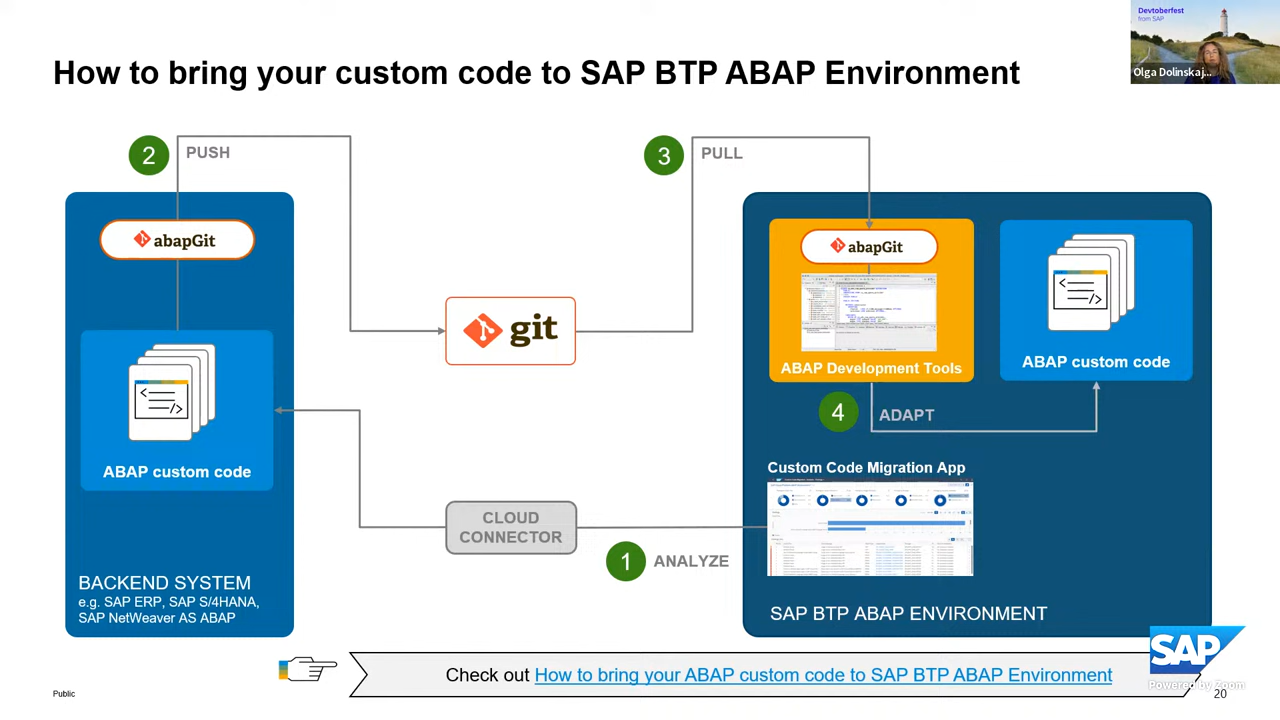 Devtoberfest
from SAP
Olga Dolinskaj...
How to bring your custom code to SAP BTP ABAP Environment
2
PUSH
3
PULL
abapGit
abapGit
git
ABAP Development Tools
ABAP custom code
4
ADAPT
ABAP custom code
Custom Code Migration App
CLOUD
CONNECTOR
1
ANALYZE
BACKEND SYSTEM
e.g. SAP ERP, SAP S/4HANA,
SAP NetWeaver AS ABAP
SAP BTP ABAP ENVIRONMENT
SAP
Check out How to bring your ABAP custom code to SAP BTP ABAP Environment
Powered by Zoom
Public
20